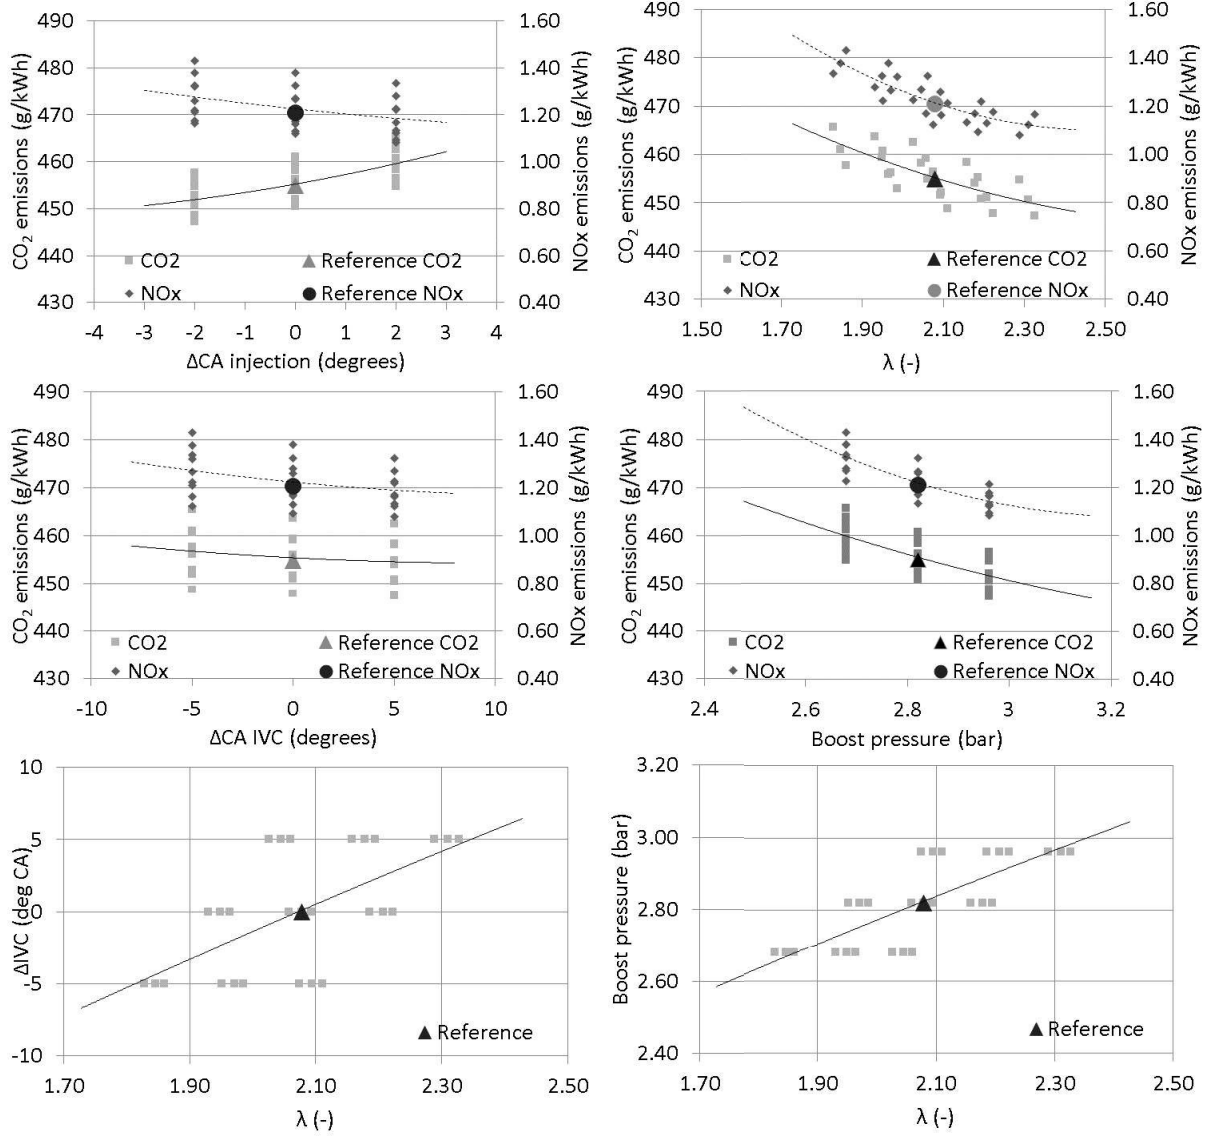 490
480
470
460
450
440
430
CO2 emissions (g/kWh)
1.60
1.40
1.20
1.00
0.80
0.60
0.40
NOx emissions (g/kWh)
CO2
Reference CO2
NOx
Reference NOx
-4 -3 -2 -1 0 1 2 3 4
ΔCA injection (degrees)
490
480
470
460
450
440
430
CO₂ emissions (g/kWh)
1.60
1.40
1.20
1.00
0.80
0.60
0.40
NOx emissions (g/kWh)
CO2
Reference CO2
NOx
Reference NOx
1.50 1.70 1.90 2.10 2.30 2.50
λ (-)
490
480
470
460
450
440
430
CO₂ emissions (g/kWh)
1.60
1.40
1.20
1.00
0.80
0.60
0.40
NOx emissions (g/kWh)
CO2
Reference CO2
NOx
Reference NOx
-10 -5 0 5 10
ΔCA IVC (degrees)
490
480
470
460
450
440
430
CO₂ emissions (g/kWh)
1.60
1.40
1.20
1.00
0.80
0.60
0.40
NOx emissions (g/kWh)
CO2
Reference CO2
NOx
Reference NOx
2.4 2.6 2.8 3 3.2
Boost pressure (bar)
10
5
0
-5
-10
ΔIVC (deg CA)
Reference
1.70 1.90 2.10 2.30 2.50
λ (-)
3.20
3.00
2.80
2.60
2.40
Boost pressure (bar)
Reference
1.70 1.90 2.10 2.30 2.50
λ (-)